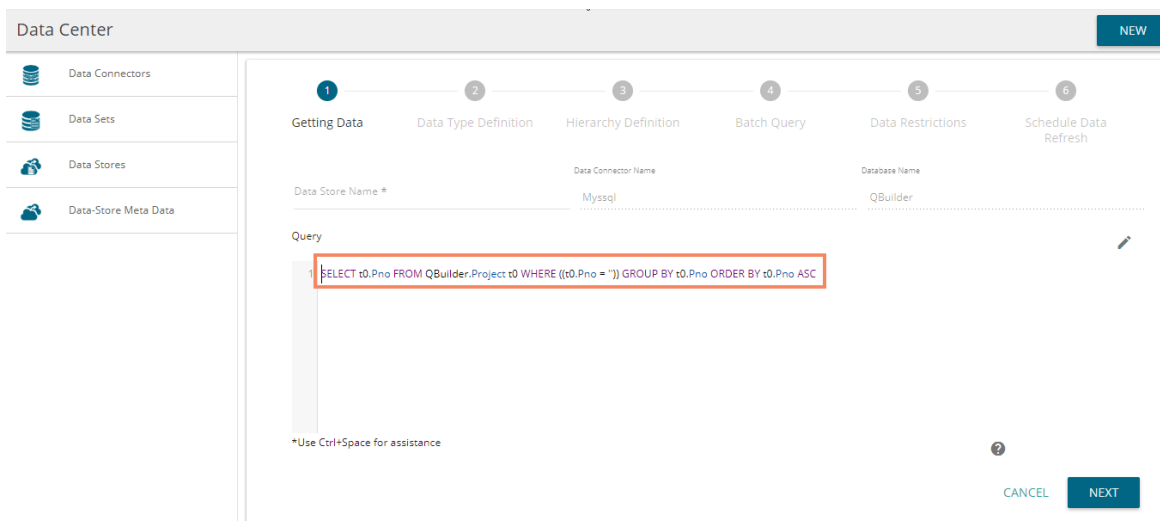 Data Center
NEW
Data Connectors
Data Sets
Data Stores
Data-Store Meta Data
1 2 3 4 5 6
Getting Data Data Type Definition Hierarchy Definition Batch Query Data Restrictions Schedule Data
Refresh
Data Connector Name Database Name
Data Store Name * Myssql QBuilder
Query
1 SELECT t0.Pno FROM QBuilder.Project t0 WHERE ((t0.Pno = '')) GROUP BY t0.Pno ORDER BY t0.Pno ASC
*Use Ctrl+Space for assistance
?
CANCEL NEXT